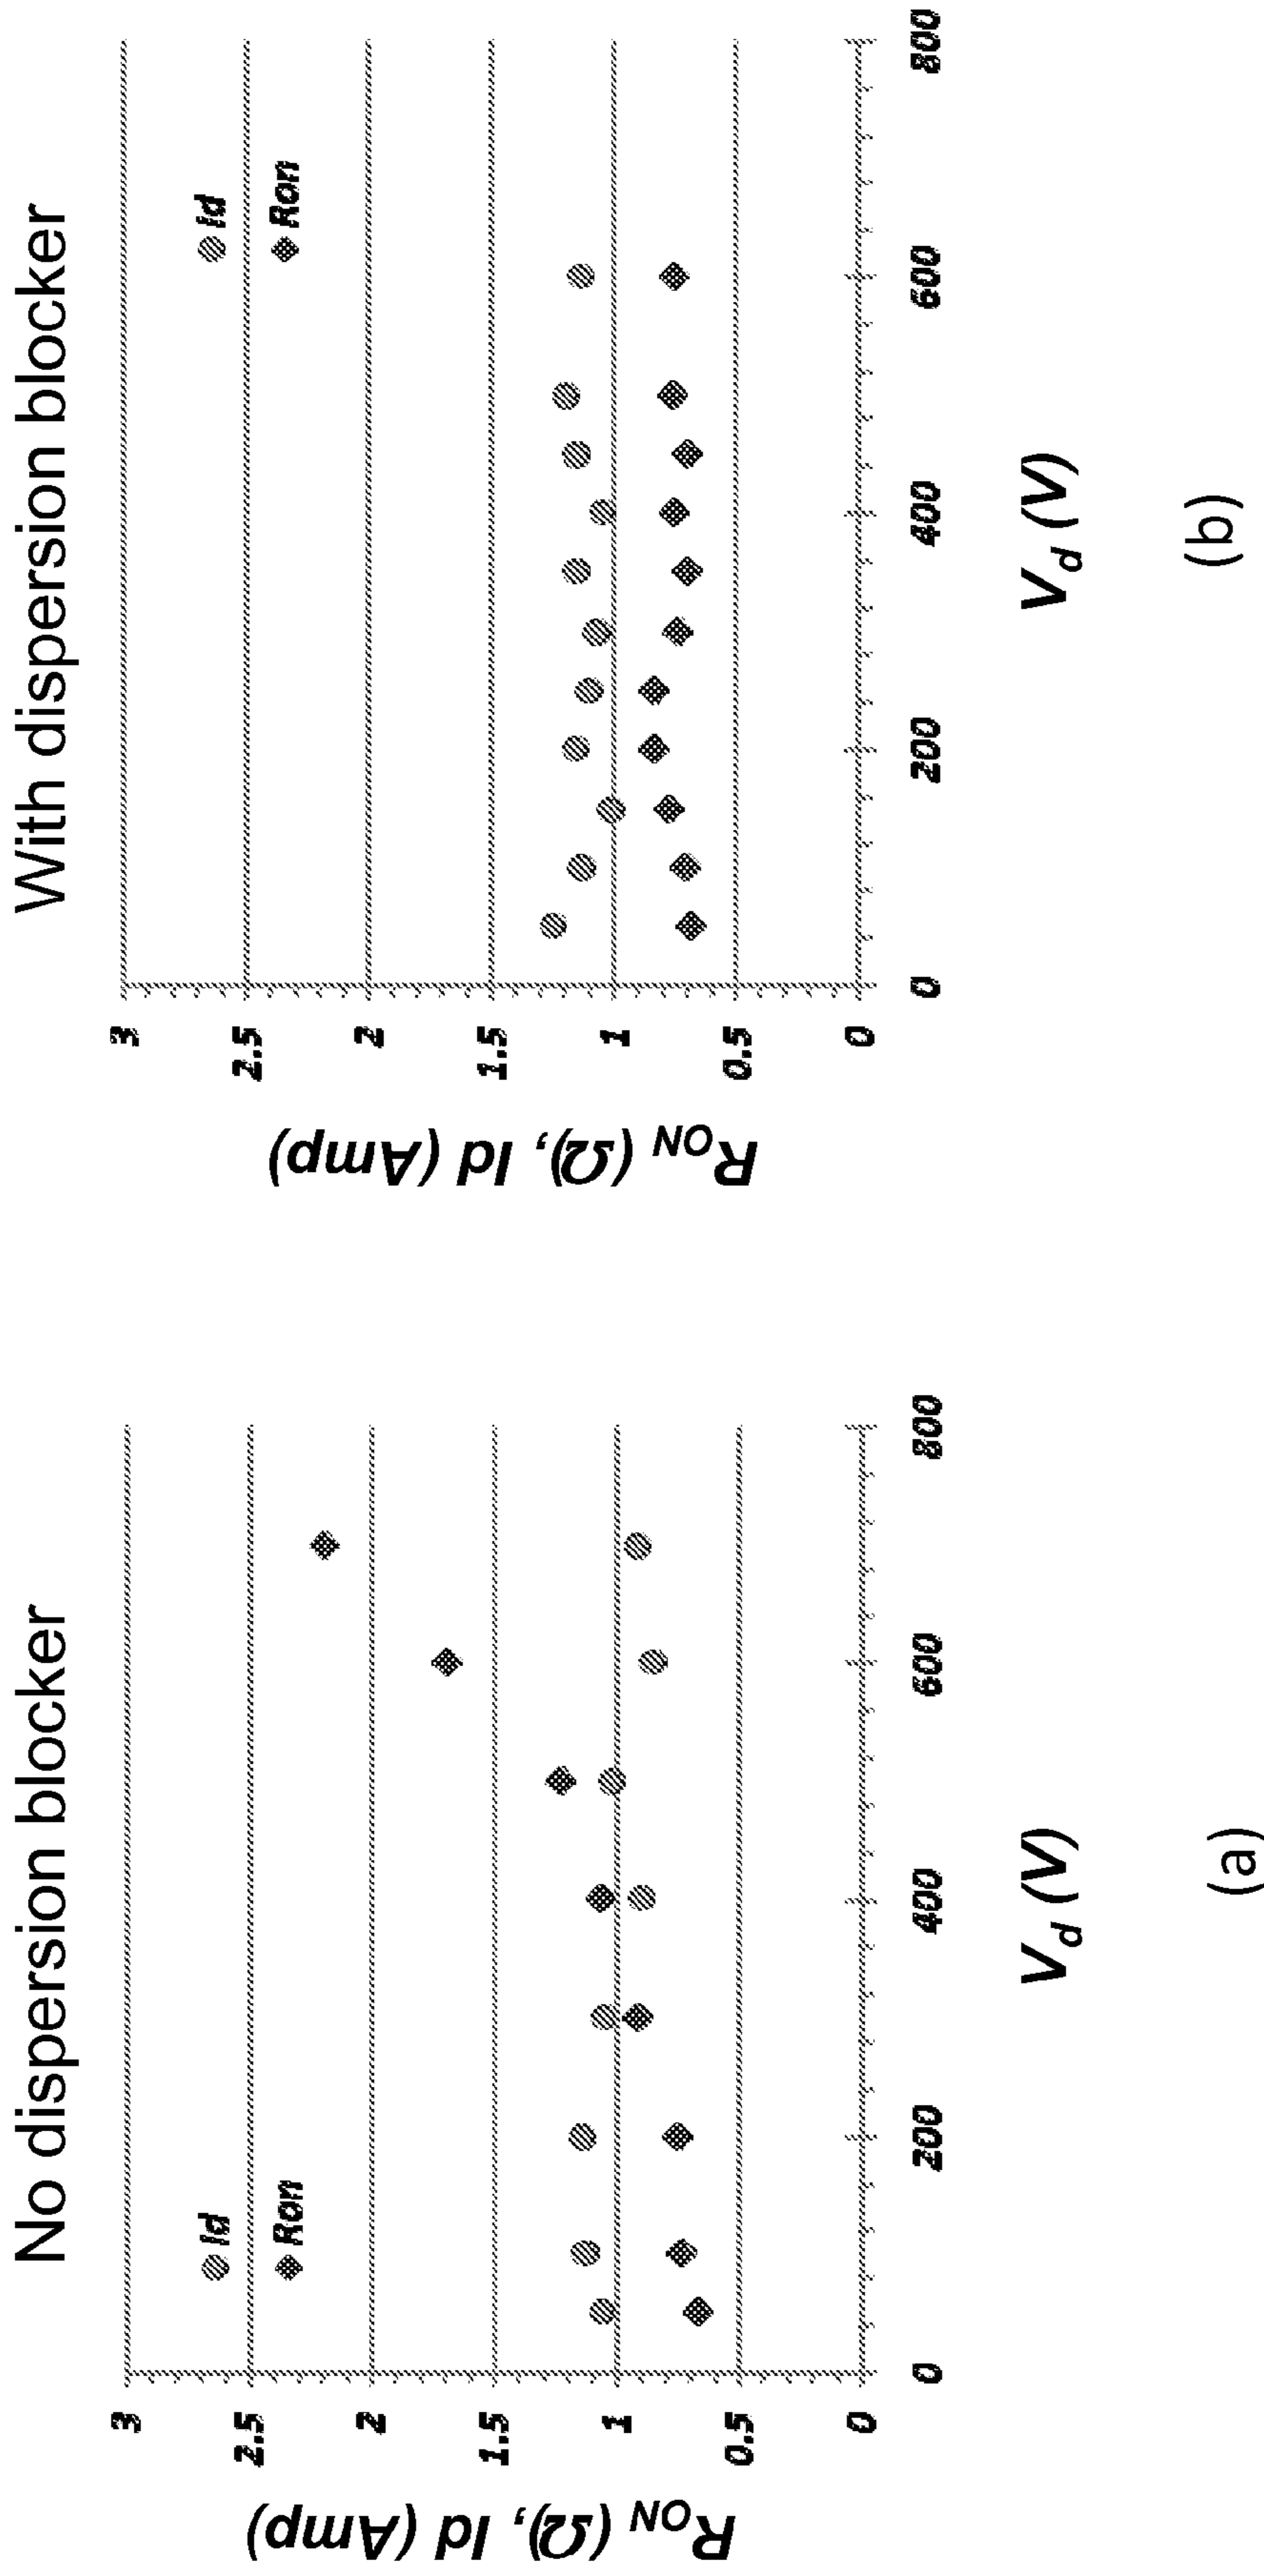 No dispersion blocker
R_ON (Ω), Id (Amp)
3
2.5
2
1.5
1
0.5
0
Id
Ron
0 200 400 600 800
V_d (V)
(a)
With dispersion blocker
R_ON (Ω), Id (Amp)
3
2.5
2
1.5
1
0.5
0
Id
Ron
0 200 400 600 800
V_d (V)
(b)